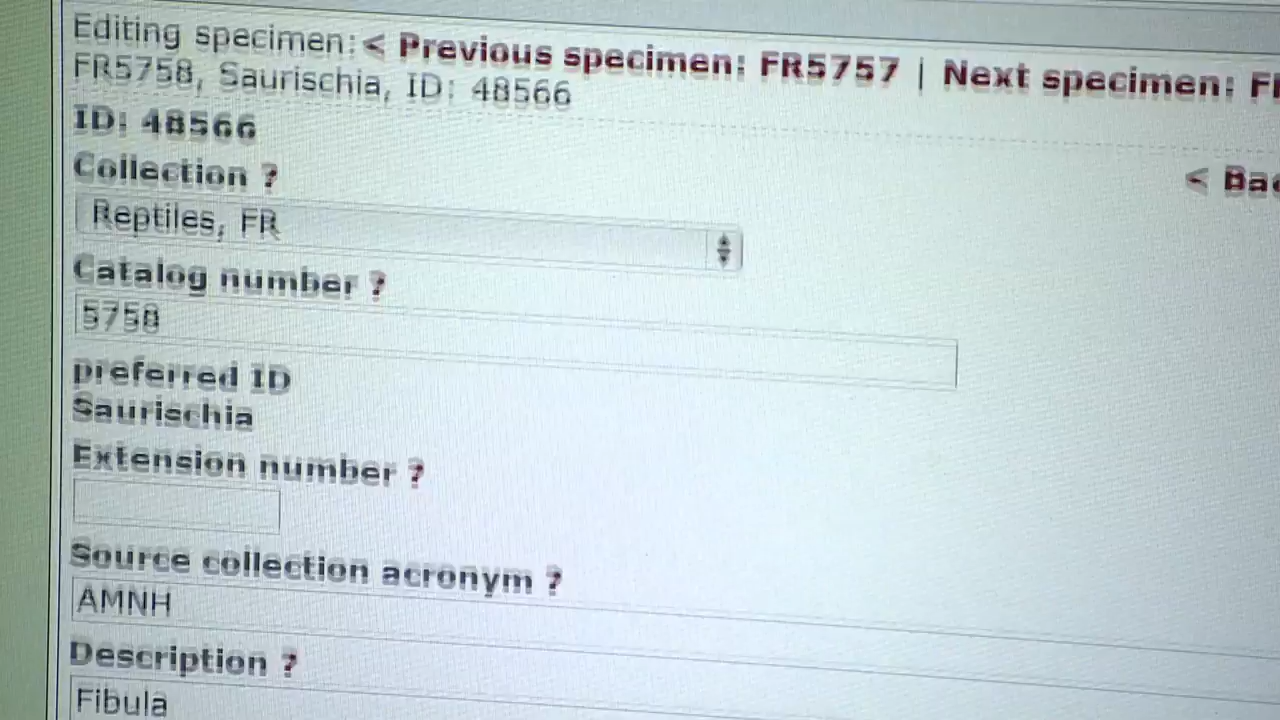 Editing specimen:< Previous specimen: FR5757 | Next specimen:
FR5758, Saurischia, ID: 48566
ID: 48566
< Bac
Collection ?
Reptiles, FR
Catalog number ?
5758
preferred ID
Saurischia
Extension number ?
Source collection acronym ?
AMNH
Description ?
Fibula